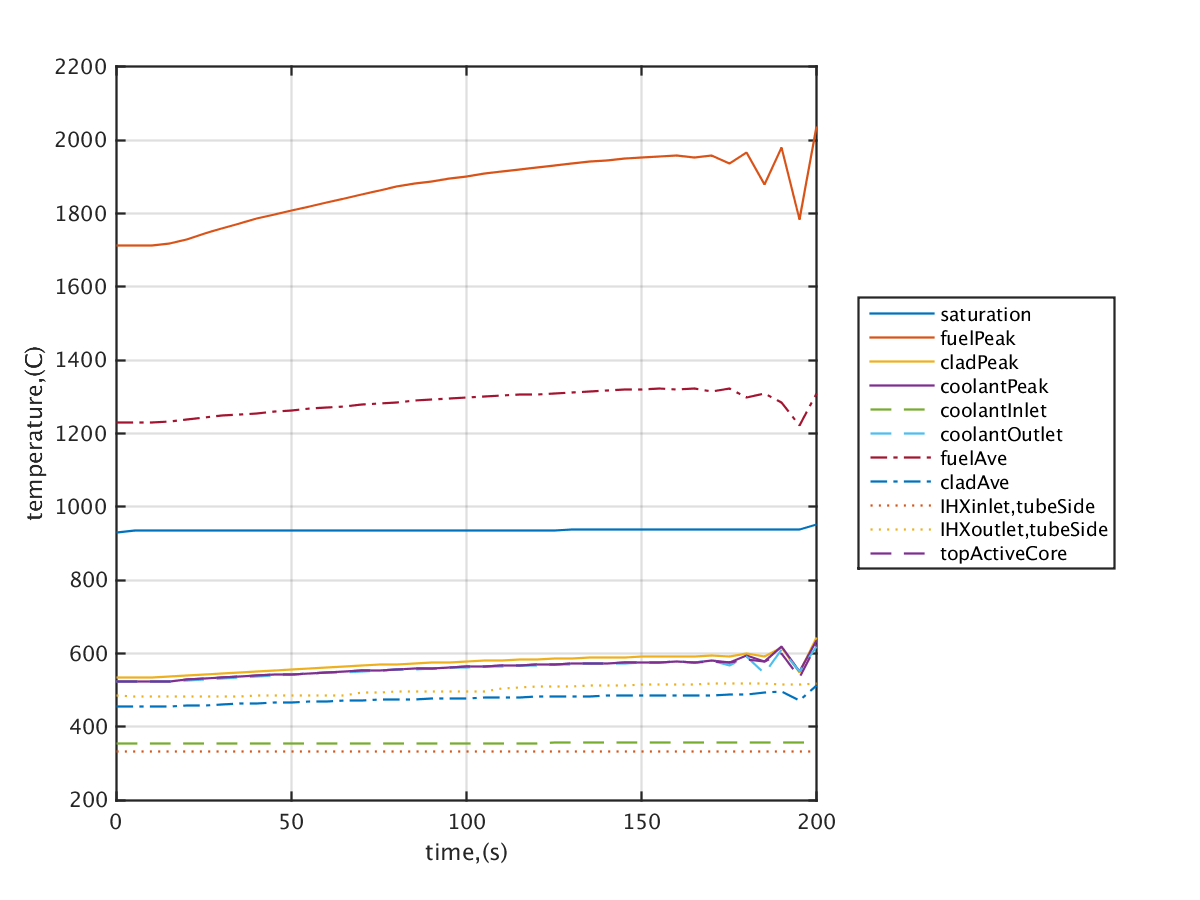 2200
2000
1800
1600
1400
1200
1000
800
600
400
200
temperature,(C)
0
50
100
150
200
time,(s)
saturation
fuelPeak
cladPeak
coolantPeak
coolantInlet
coolantOutlet
fuelAve
cladAve
IHXinlet,tubeSide
IHXoutlet,tubeSide
topActiveCore